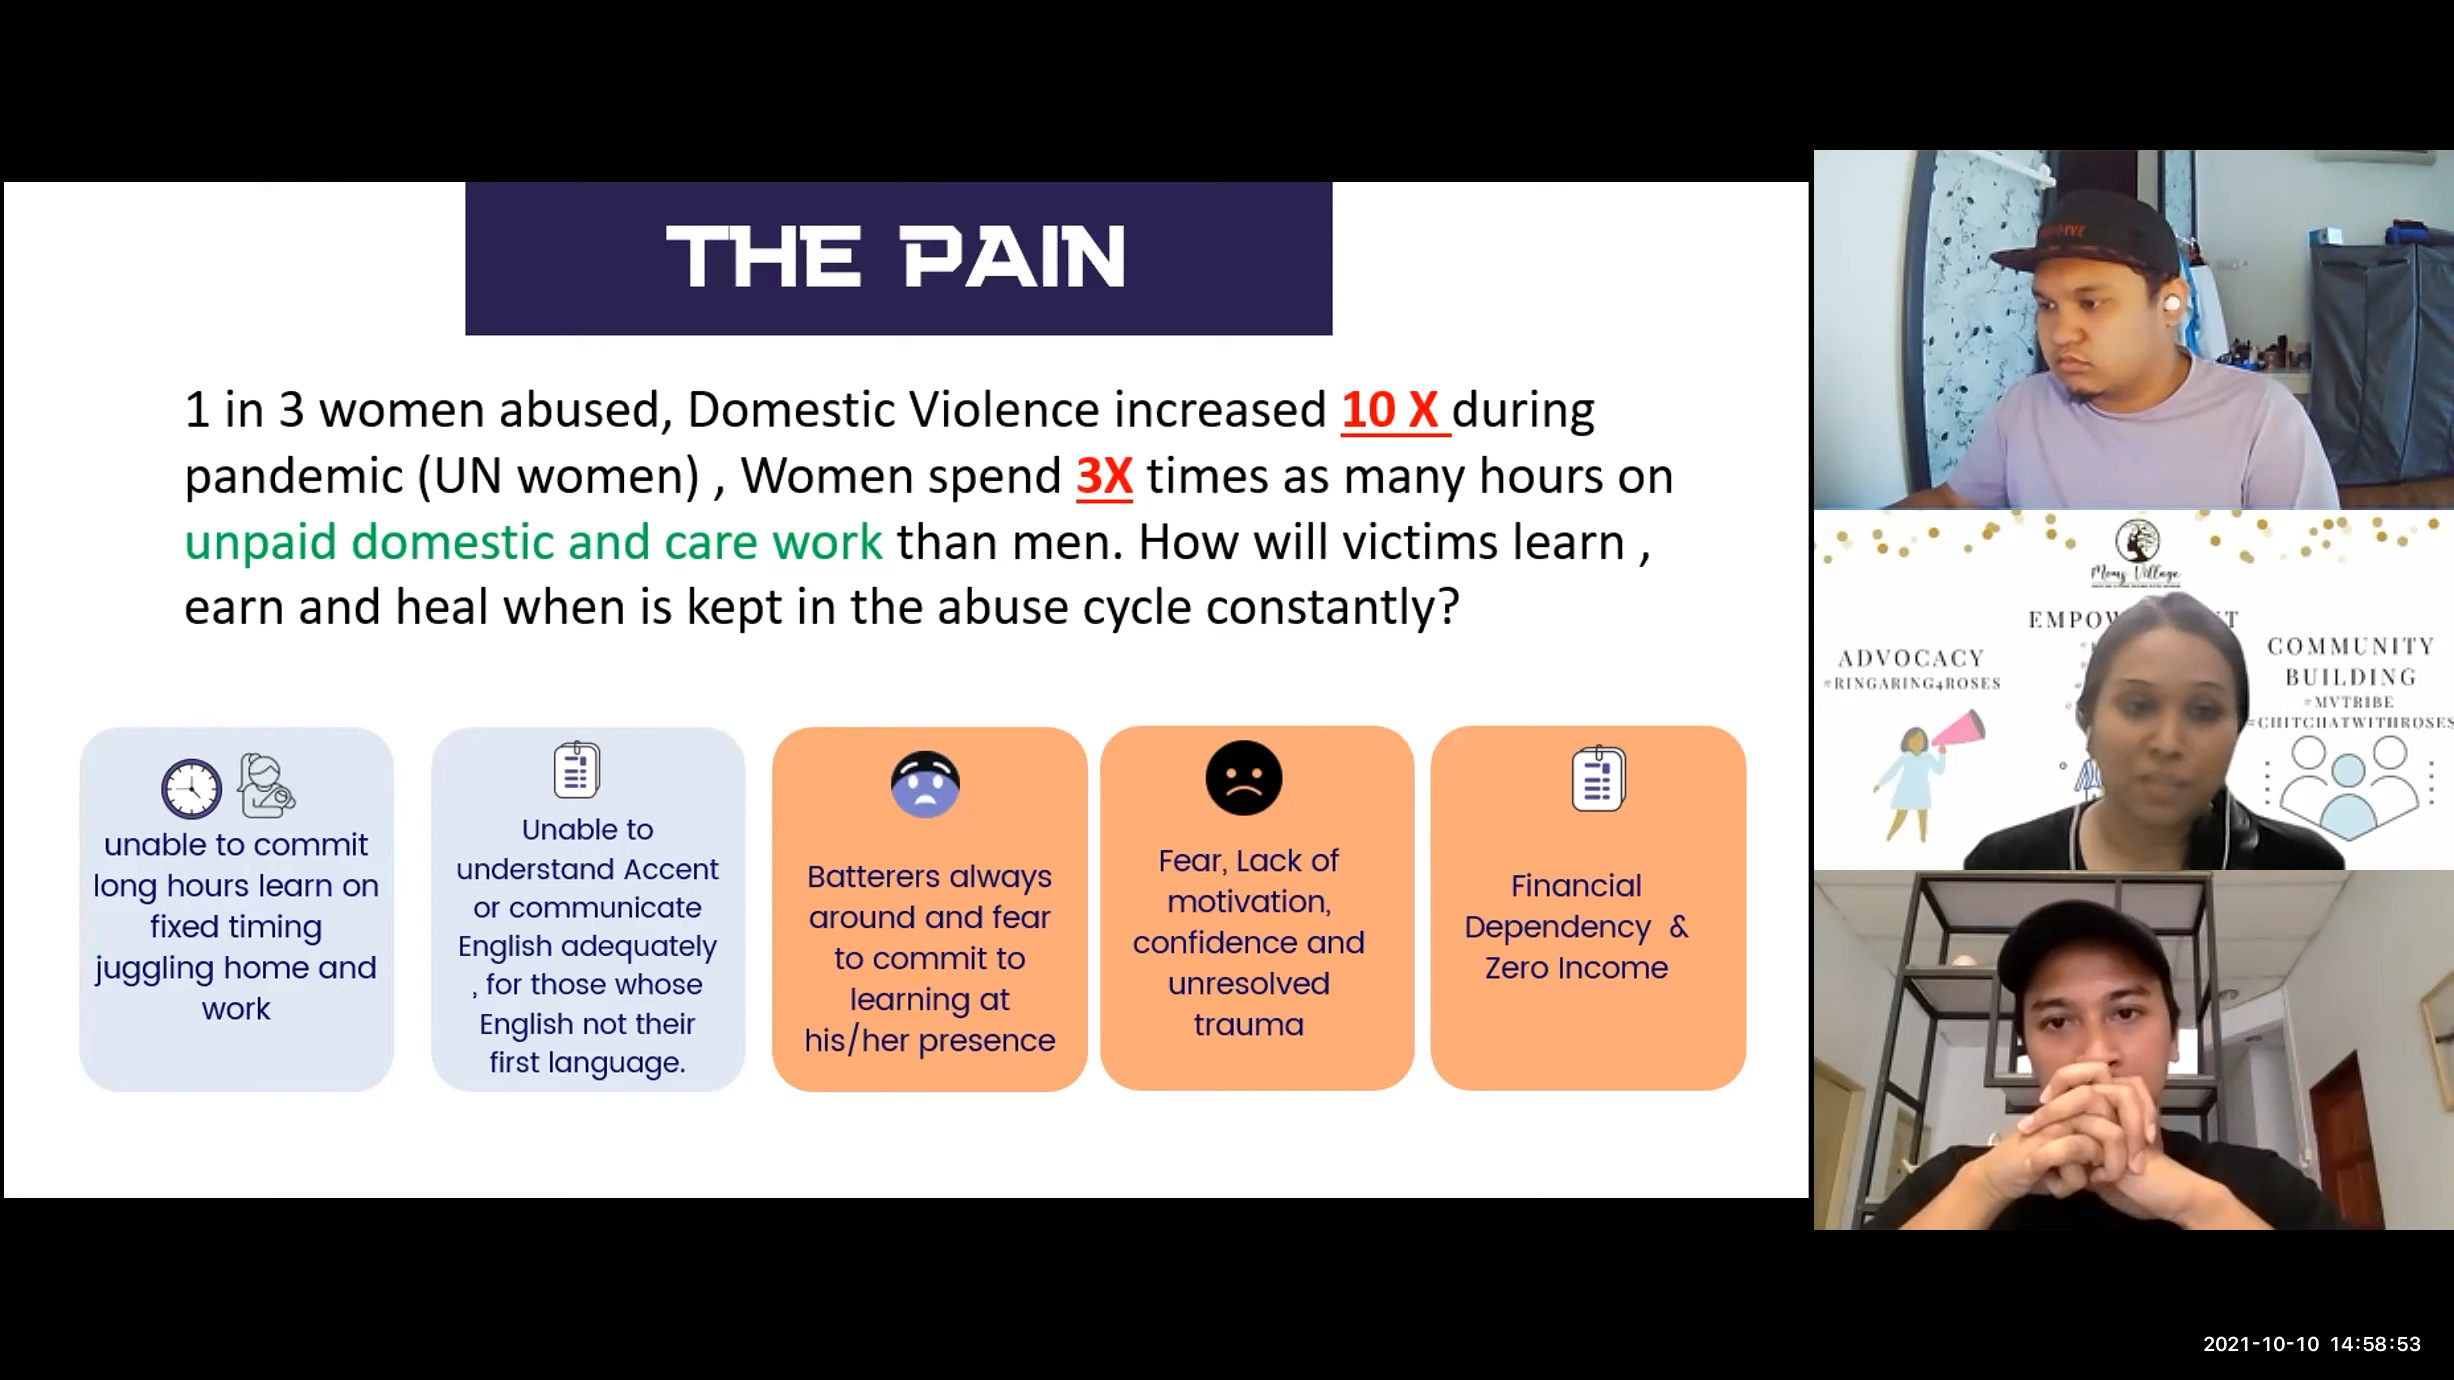 THE PAIN
1 in 3 women abused, Domestic Violence increased 10 X during
pandemic (UN women) , Women spend 3X times as many hours on
unpaid domestic and care work than men. How will victims learn ,
earn and heal when is kept in the abuse cycle constantly?
unable to commit
long hours learn on
fixed timing
juggling home and
work
Unable to
understand Accent
or communicate
English adequately
, for those whose
English not their
first language.
Batterers always
around and fear
to commit to
learning at
his/her presence
Fear, Lack of
motivation,
confidence and
unresolved
trauma
Financial
Dependency &
Zero Income
Moms Village
ADVOCACY
#RINGARING4ROSES
COMMUNITY
BUILDING
#MVTRIBE
#CHITCHATWITHROSES
2021-10-10 14:58:53